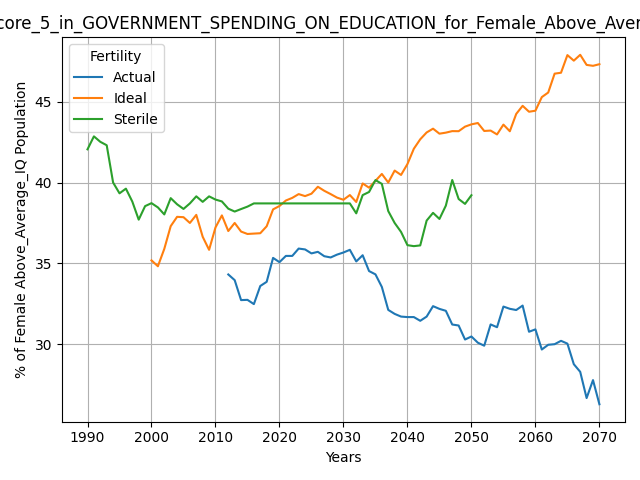 core_5_in_GOVERNMENT_SPENDING_ON_EDUCATION_for_Female_Above_Aver
Fertility
Actual
Ideal
Sterile
% of Female Above_Average_IQ Population
45
40
35
30
1990 2000 2010 2020 2030 2040 2050 2060 2070
Years